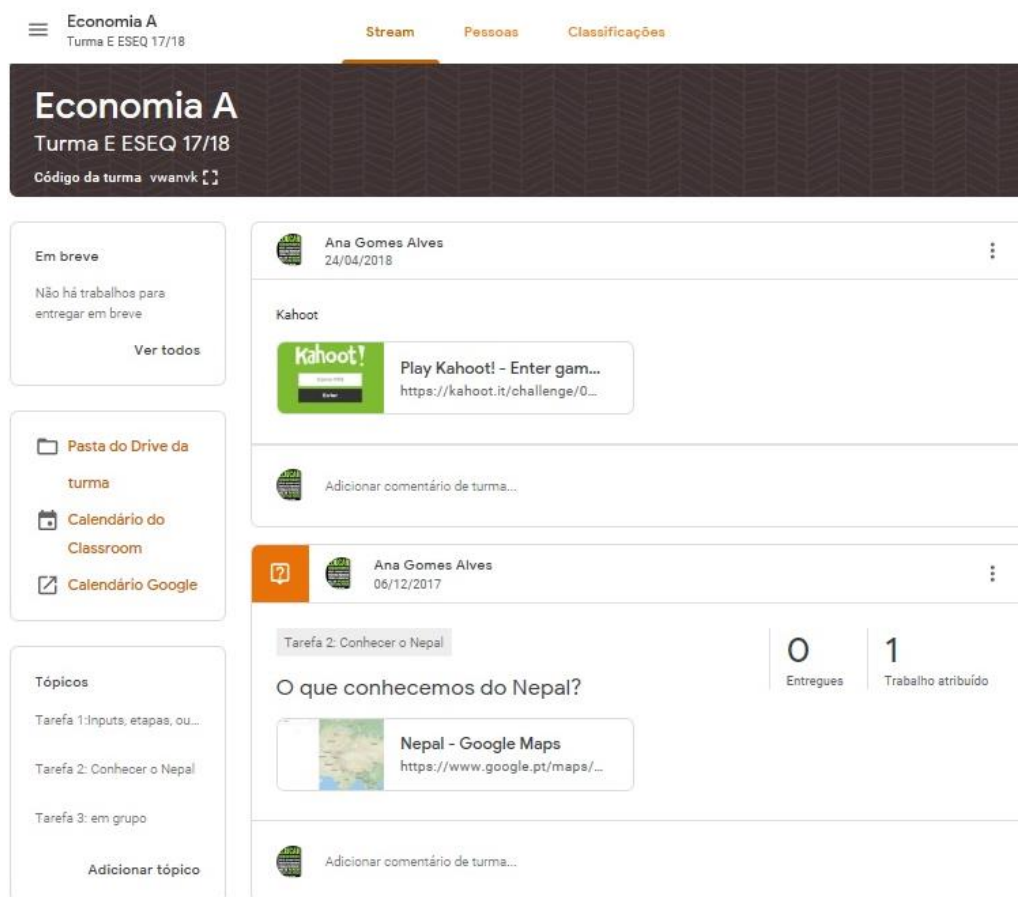 Economia A
Turma E ESEQ 17/18
Stream
Pessoas
Classificações
Economia A
Turma E ESEQ 17/18
Código da turma vwanvk
Em breve
Não há trabalhos para
entregar em breve
Ver todos
Pasta do Drive da
turma
Calendário do
Classroom
Calendário Google
Tópicos
Tarefa 1:Inputs, etapas, ou...
Tarefa 2: Conhecer o Nepal
Tarefa 3: em grupo
Adicionar tópico
Ana Gomes Alves
24/04/2018
Kahoot
Kahoot!
Enter
Play Kahoot! - Enter gam...
https://kahoot.it/challenge/0...
Adicionar comentário de turma...
Ana Gomes Alves
06/12/2017
Tarefa 2: Conhecer o Nepal
O que conhecemos do Nepal?
0
Entregues
1
Trabalho atribuído
Nepal - Google Maps
https://www.google.pt/maps/...
Adicionar comentário de turma...